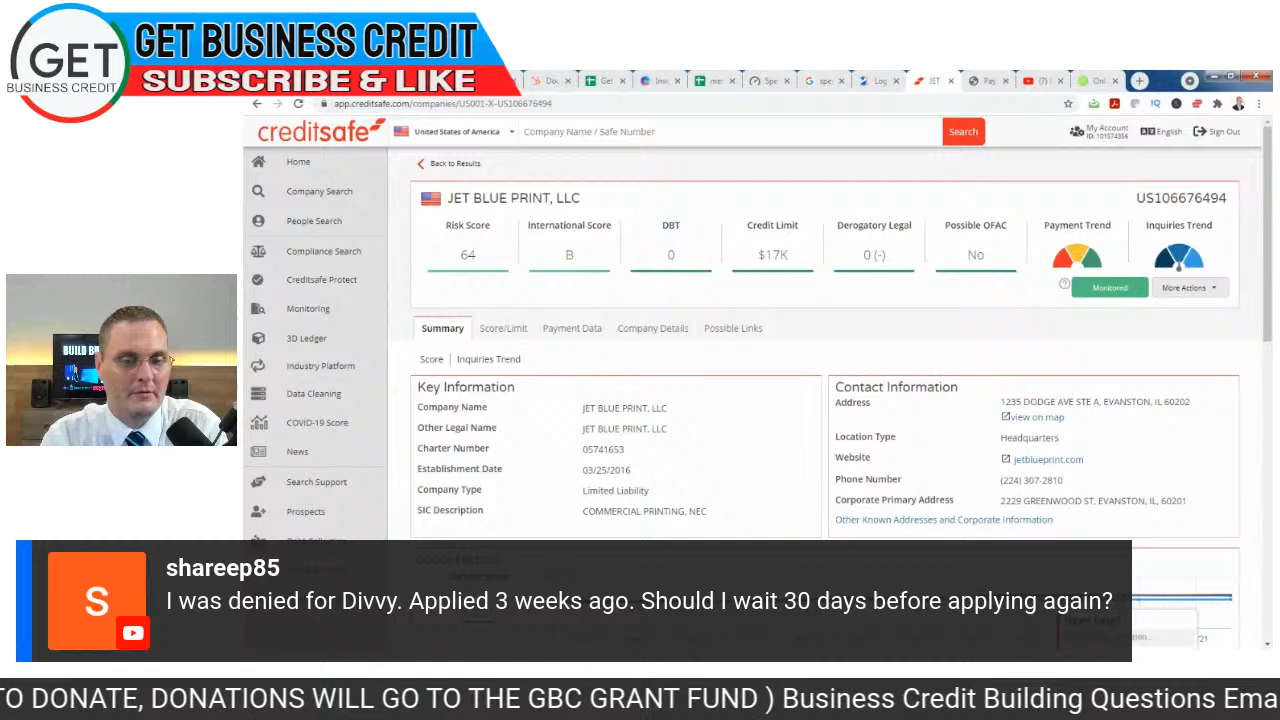 GET
BUSINESS CREDIT
GET BUSINESS CREDIT
SUBSCRIBE & LIKE
app.creditsafe.com/companies/US001-X-US106676494
creditsafe
United States of America
Company Name / Safe Number
Search
My Account
ID: 101574356
English
Sign Out
Home
Company Search
People Search
Compliance Search
Creditsafe Protect
Monitoring
3D Ledger
Industry Platform
Data Cleaning
COVID-19 Score
News
Search Support
Prospects
Back to Results
JET BLUE PRINT, LLC
US106676494
Risk Score
International Score
DBT
Credit Limit
Derogatory Legal
Possible OFAC
Payment Trend
Inquiries Trend
64
B
0
$17K
0 (-)
No
Monitored
More Actions
Summary
Score/Limit
Payment Data
Company Details
Possible Links
Score
Inquiries Trend
Key Information
Company Name JET BLUE PRINT, LLC
Other Legal Name JET BLUE PRINT, LLC
Charter Number 05741653
Establishment Date 03/25/2016
Company Type Limited Liability
SIC Description COMMERCIAL PRINTING, NEC
Contact Information
Address 1235 DODGE AVE STE A, EVANSTON, IL 60202
view on map
Location Type Headquarters
Website jetblueprint.com
Phone Number (224) 307-2810
Corporate Primary Address 2229 GREENWOOD ST, EVANSTON, IL, 60201
Other Known Addresses and Corporate Information
S
shareep85
I was denied for Divvy. Applied 3 weeks ago. Should I wait 30 days before applying again?
TO DONATE, DONATIONS WILL GO TO THE GBC GRANT FUND ) Business Credit Building Questions Ema